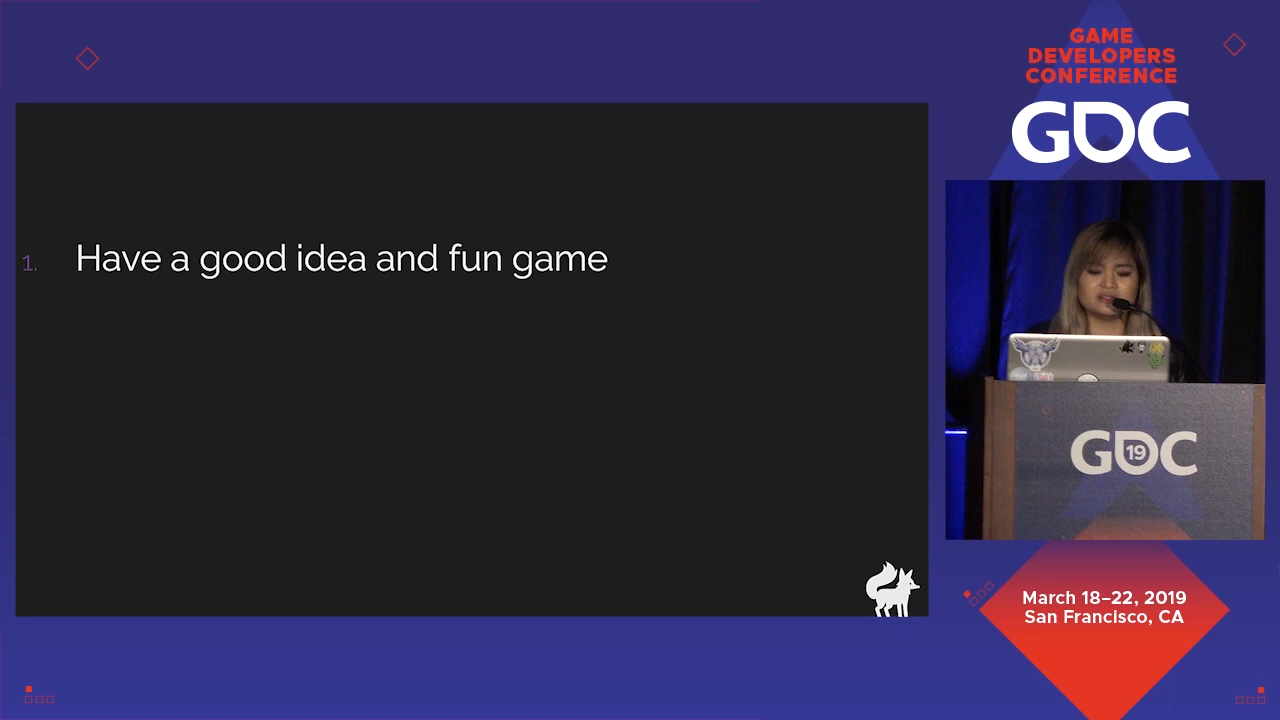 GAME
DEVELOPERS
CONFERENCE
GDC
1. Have a good idea and fun game
GDC
19
March 18–22, 2019
San Francisco, CA